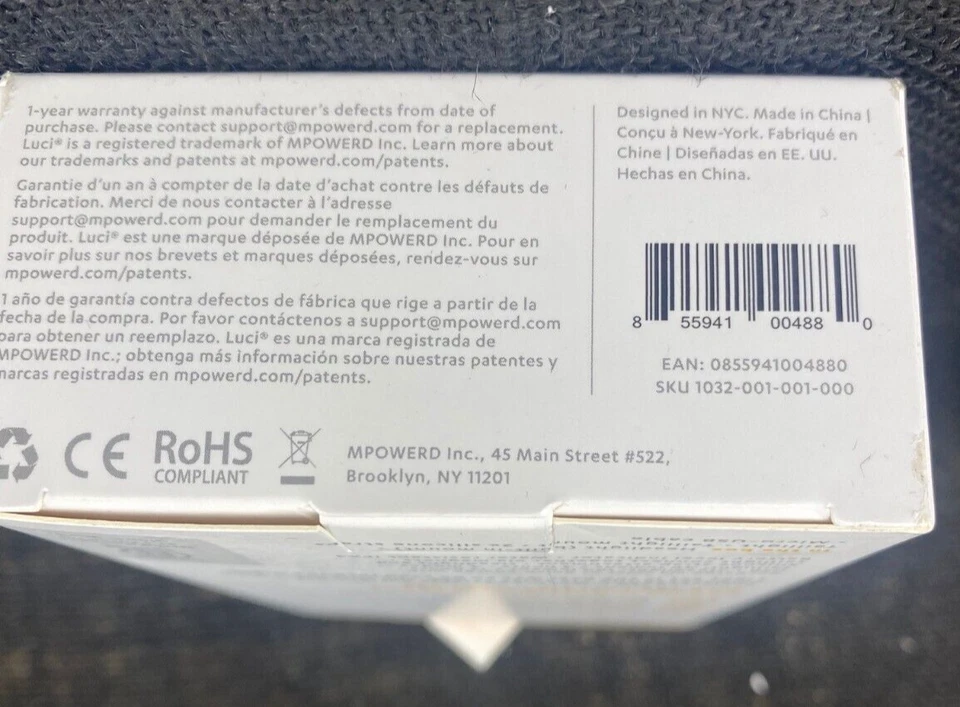 1-year warranty against manufacturer's defects from date of
purchase. Please contact support@mpowerd.com for a replacement.
Luci® is a registered trademark of MPOWERD Inc. Learn more about
our trademarks and patents at mpowerd.com/patents.
Garantie d'un an à compter de la date d'achat contre les défauts de
fabrication. Merci de nous contacter à l'adresse
support@mpowerd.com pour demander le remplacement du
produit. Luci® est une marque déposée de MPOWERD Inc. Pour en
savoir plus sur nos brevets et marques déposées, rendez-vous sur
mpowerd.com/patents.
1 año de garantía contra defectos de fábrica que rige a partir de la
fecha de la compra. Por favor contáctenos a support@mpowerd.com
para obtener un reemplazo. Luci® es una marca registrada de
MPOWERD Inc.; obtenga más información sobre nuestras patentes y
marcas registradas en mpowerd.com/patents.
Designed in NYC. Made in China |
Conçu à New-York. Fabriqué en
Chine | Diseñadas en EE. UU.
Hechas en China.
8 55941 00488 0
EAN: 0855941004880
SKU 1032-001-001-000
CE
RoHS
COMPLIANT
MPOWERD Inc., 45 Main Street #522,
Brooklyn, NY 11201